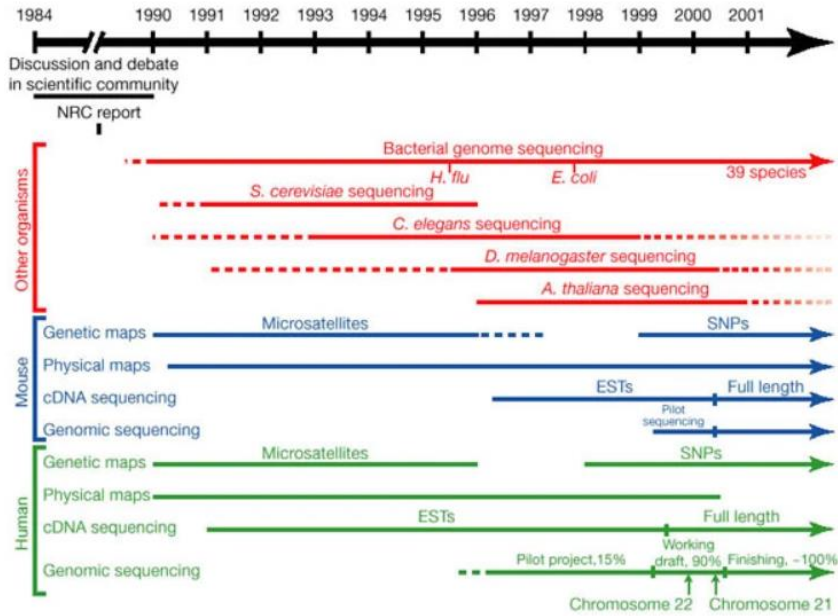 1984 1990 1991 1992 1993 1994 1995 1996 1997 1998 1999 2000 2001
Discussion and debate
in scientific community
NRC report
Other organisms
Bacterial genome sequencing
H. flu
E. coli
39 species
S. cerevisiae sequencing
C. elegans sequencing
D. melanogaster sequencing
A. thaliana sequencing
Mouse
Genetic maps
Microsatellites
SNPs
Physical maps
cDNA sequencing
ESTs
Full length
Genomic sequencing
Pilot
sequencing
Human
Genetic maps
Microsatellites
SNPs
Physical maps
cDNA sequencing
ESTs
Full length
Genomic sequencing
Pilot project,15%
Working
draft, 90%
Finishing, ~100%
Chromosome 22
Chromosome 21